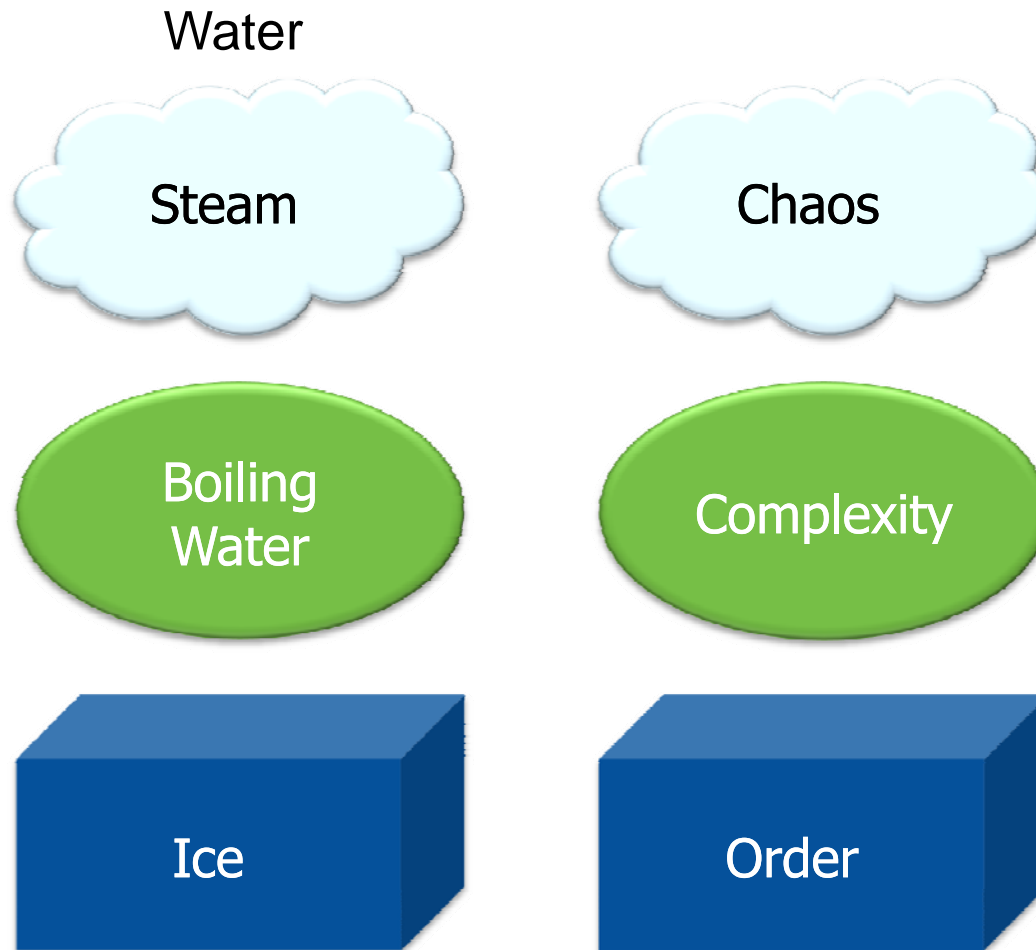 Water
Steam
Chaos
Boiling
Water
Complexity
Ice
Order